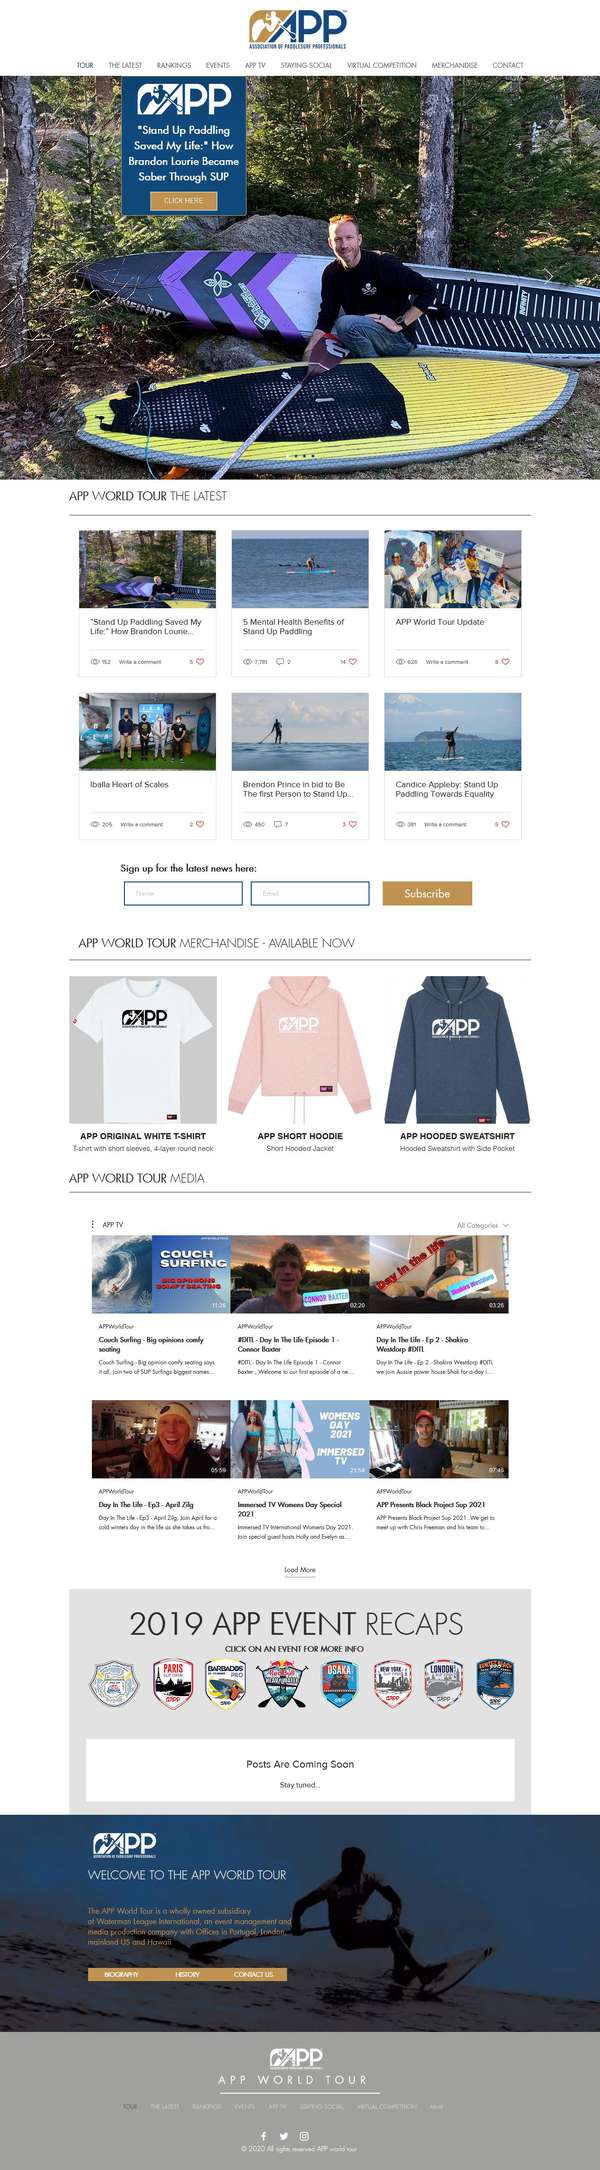 APP
ASSOCIATION OF PADDLESURF PROFESSIONALS
TOUR THE LATEST RANKINGS EVENTS APP TV STAYING SOCIAL VIRTUAL COMPETITION MERCHANDISE CONTACT
APP
"Stand Up Paddling
Saved My Life:" How
Brandon Lourie Became
Sober Through SUP
CLICK HERE
INFINITY
INFINITY
APP WORLD TOUR THE LATEST
"Stand Up Paddling Saved My
Life:" How Brandon Lourie...
152 Write a comment 5
5 Mental Health Benefits of
Stand Up Paddling
7,781 2 14
APP World Tour Update
626 Write a comment 8
Iballa Heart of Scales
205 Write a comment 2
Brendon Prince in bid to Be
The first Person to Stand Up...
450 7 3
Candice Appleby: Stand Up
Paddling Towards Equality
381 Write a comment 5
Sign up for the latest news here:
Name
Email
Subscribe
APP WORLD TOUR MERCHANDISE - AVAILABLE NOW
APP
APP
APP
APP ORIGINAL WHITE T-SHIRT
T-shirt with short sleeves, 4-layer round neck
APP SHORT HOODIE
Short Hooded Jacket
APP HOODED SWEATSHIRT
Hooded Sweatshirt with Side Pocket
APP WORLD TOUR MEDIA
APP TV
All Categories
COUCH
SURFING
BIG OPINIONS
COMFY SEATING
11:26
CONNOR BAXTER
02:20
Day in the life
Shakira Westdorp
03:26
APPWorldTour
Couch Surfing - Big opinions comfy
seating
Couch Surfing - Big opinion comfy seating says
it all, join two of SUP Surfings biggest names...
APPWorldTour
#DITL - Day In The Life Episode 1 -
Connor Baxter
#DITL - Day In The Life Episode 1 - Connor
Baxter , Welcome to our first episode of a ne...
APPWorldTour
Day In The Life - Ep 2 - Shakira
Westdorp #DITL
Day In The Life - Ep 2 - Shakira Westdorp #DITL
we join Aussie power house Shak for a day i...
05:59
WOMENS
DAY
2021
IMMERSED
TV
21:54
07:45
APPWorldTour
Day In The Life - Ep3 - April Zilg
Day In The Life - Ep3 - April Zilg, Join April for a
cold winters day in the life as she takes us fro...
APPWorldTour
Immersed TV Womens Day Special
2021
Immersed TV International Womens Day 2021.
Join special guest hosts Holly and Evelyn as...
APPWorldTour
APP Presents Black Project Sup 2021
APP Presents Black Project Sup 2021. We get to
meet up with Chris Freeman and his team to...
Load More
2019 APP EVENT RECAPS
CLICK ON AN EVENT FOR MORE INFO
PARIS
BARBADOS
OSAKA
NEW YORK
LONDON
Posts Are Coming Soon
Stay tuned...
APP
ASSOCIATION OF PADDLESURF PROFESSIONALS
WELCOME TO THE APP WORLD TOUR
The APP World Tour is a wholly owned subsidiary
of Waterman League International, an event management and
media production company with Offices in Portugal, London,
mainland US and Hawaii
BIOGRAPHY HISTORY CONTACT US
APP
APP WORLD TOUR
TOUR THE LATEST RANKINGS EVENTS APP TV STAYING SOCIAL VIRTUAL COMPETITION More
© 2020 All rights reserved APP world tour